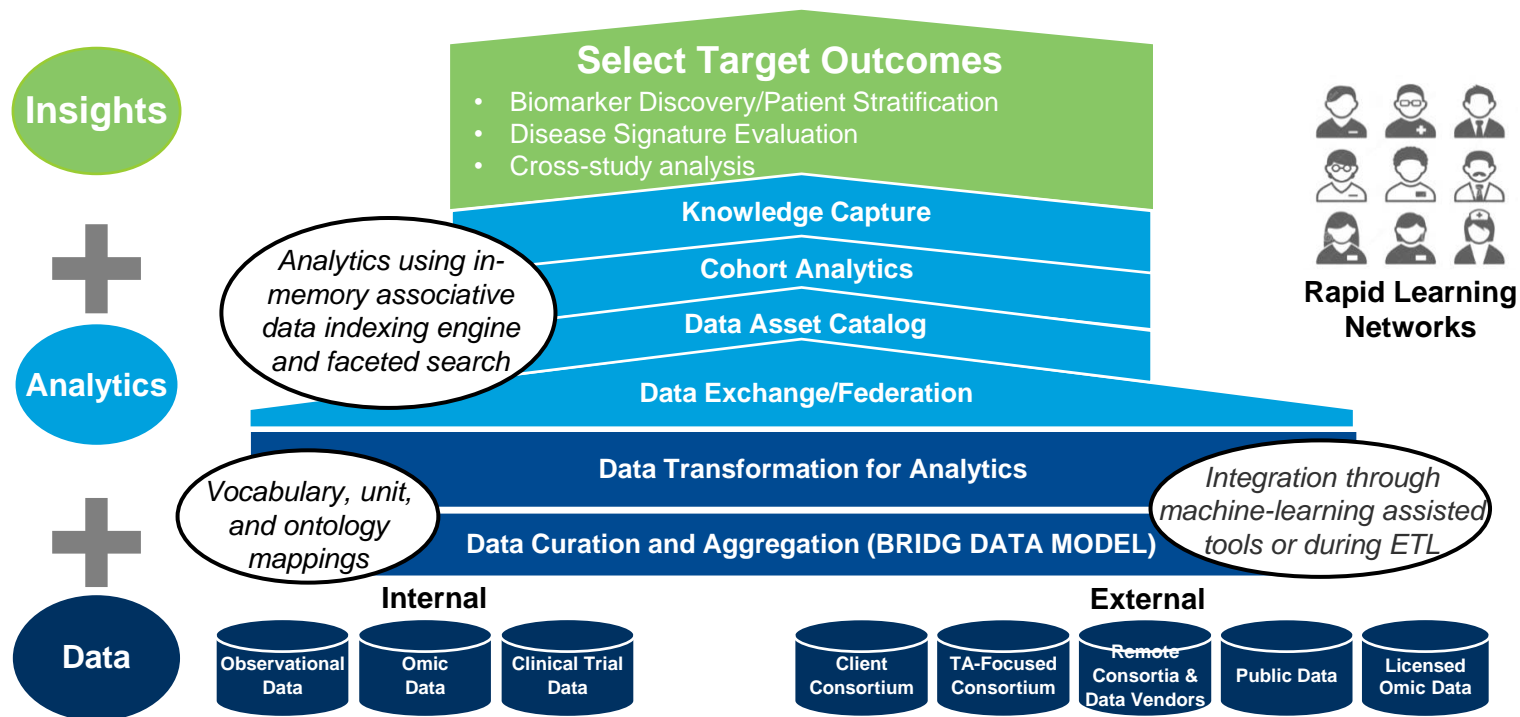 Select Target Outcomes
• Biomarker Discovery/Patient Stratification
• Disease Signature Evaluation
• Cross-study analysis
Insights
Knowledge Capture
Cohort Analytics
Data Asset Catalog
Data Exchange/Federation
Analytics using in-
memory associative
data indexing engine
and faceted search
Rapid Learning
Networks
Analytics
Data Transformation for Analytics
Data Curation and Aggregation (BRIDG DATA MODEL)
Vocabulary, unit,
and ontology
mappings
Integration through
machine-learning assisted
tools or during ETL
Data
Internal
Observational
Data
Omic
Data
Clinical Trial
Data
External
Client
Consortium
TA-Focused
Consortium
Remote
Consortia &
Data Vendors
Public Data
Licensed
Omic Data